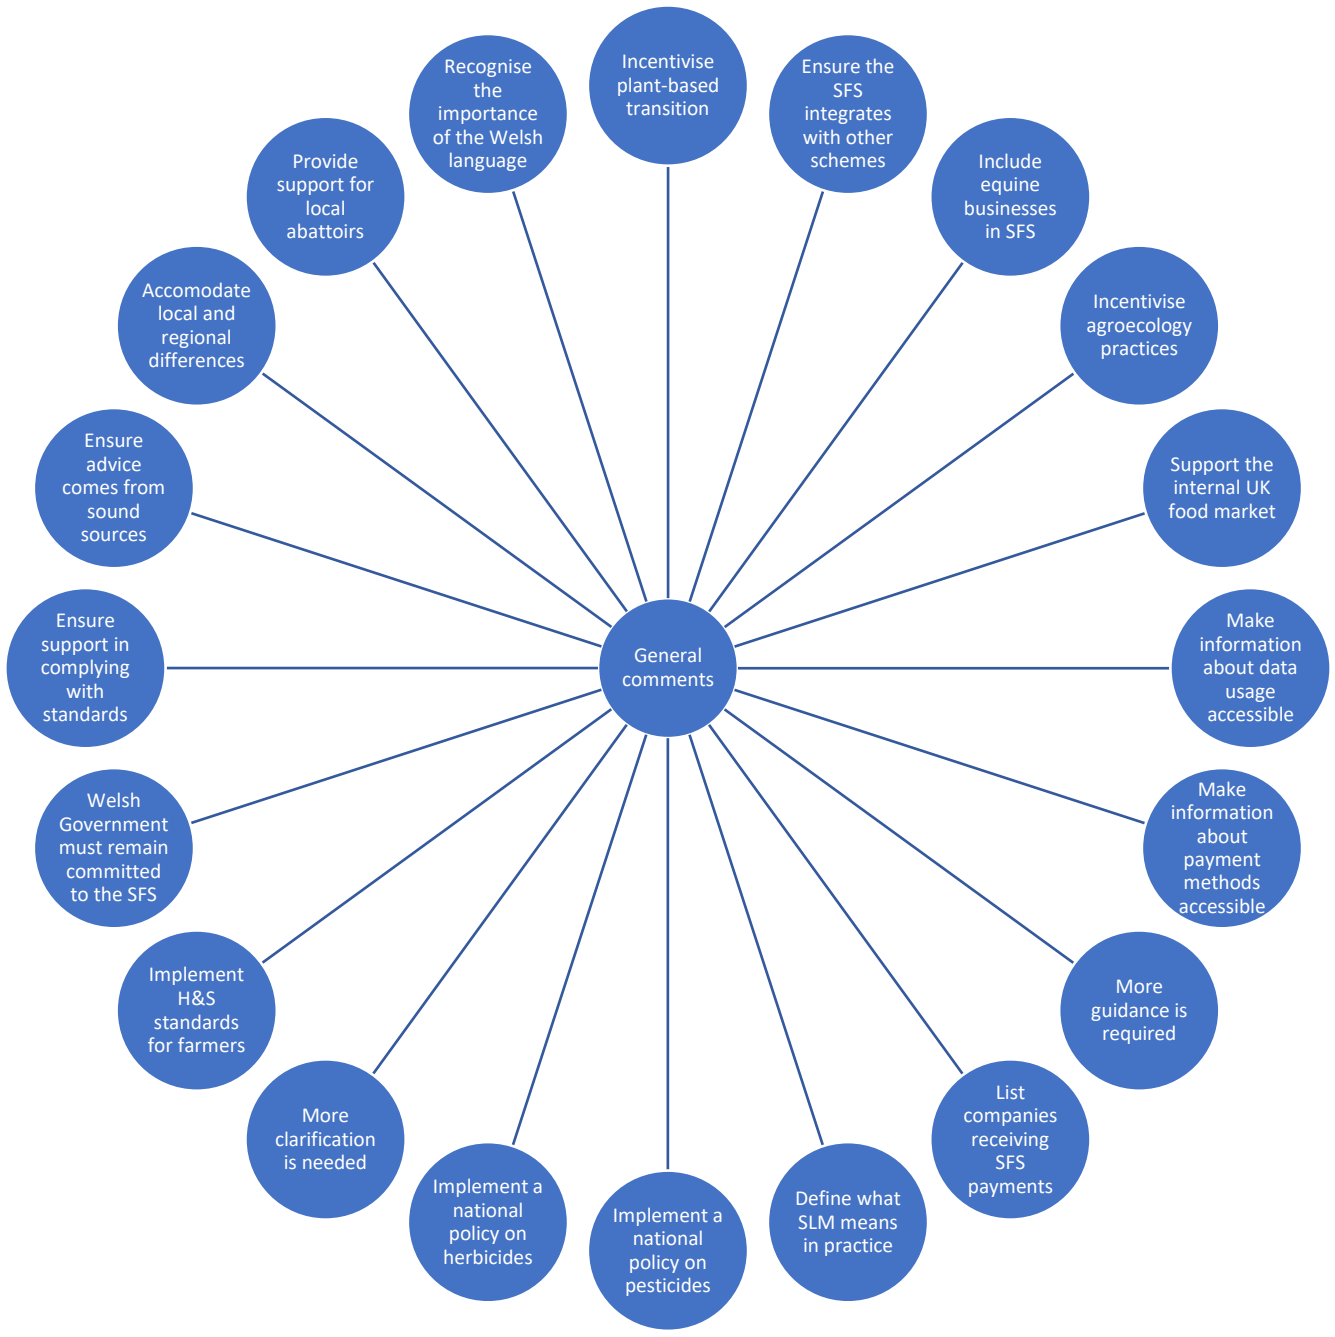 Incentivise
plant-based
transition
Ensure the
SFS
integrates
with other
schemes
Include
equine
businesses
in SFS
Incentivise
agroecology
practices
Support the
internal UK
food market
Make
information
about data
usage
accessible
Make
information
about
payment
methods
accessible
More
guidance is
required
List
companies
receiving
SFS
payments
Define what
SLM means
in practice
Implement a
national
policy on
pesticides
Implement a
national
policy on
herbicides
More
clarification
is needed
Implement
H&S
standards
for farmers
Welsh
Government
must remain
committed
to the SFS
Ensure
support in
complying
with
standards
Ensure
advice
comes from
sound
sources
Accomodate
local and
regional
differences
Provide
support for
local
abattoirs
Recognise
the
importance
of the Welsh
language
General
comments